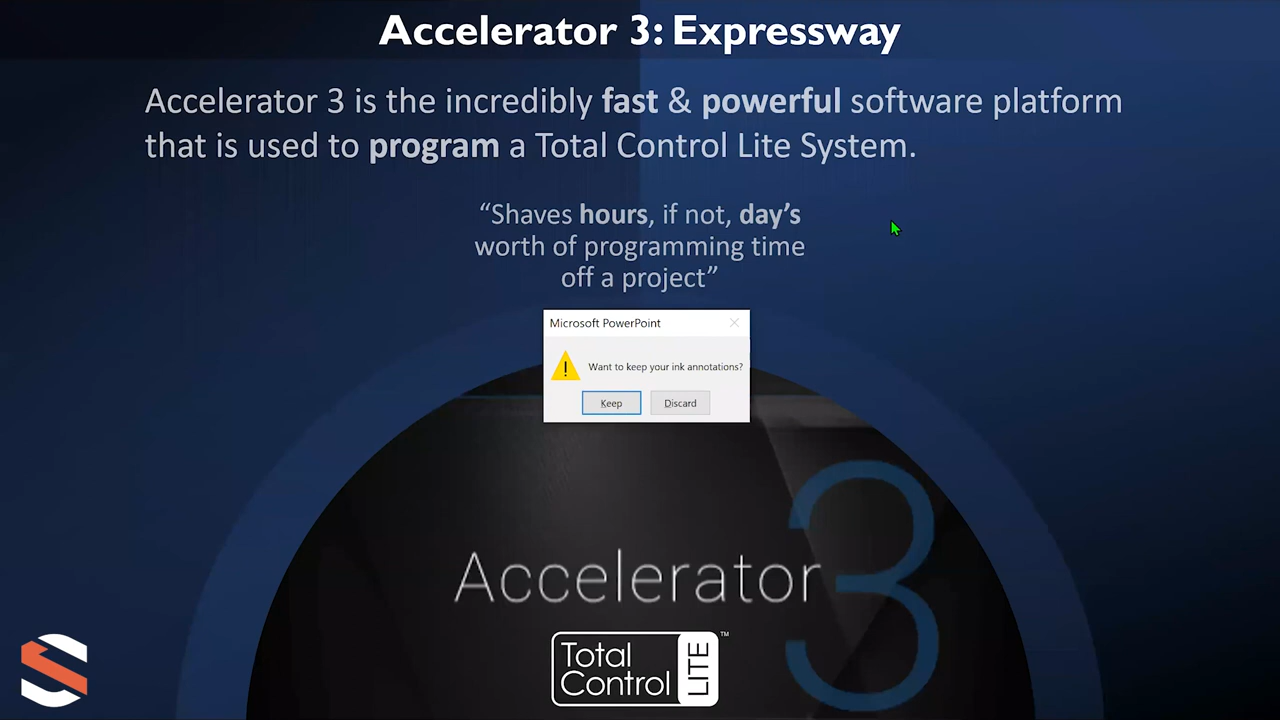 Accelerator 3: Expressway
Accelerator 3 is the incredibly fast & powerful software platform
that is used to program a Total Control Lite System.
“Shaves hours, if not, day’s
worth of programming time
off a project”
Microsoft PowerPoint
Want to keep your ink annotations?
Keep
Discard
Accelerator 3
Total
Control
LITE
™